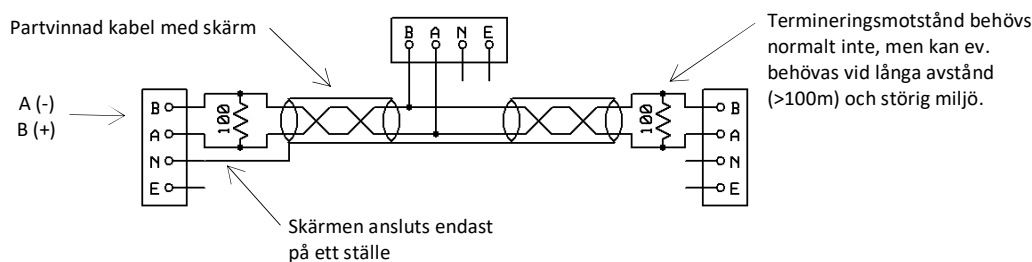 Partvinnad kabel med skärm
B A N E
Termineringsmotstånd behövs
normalt inte, men kan ev.
behövas vid långa avstånd
(>100m) och störig miljö.
A (-)
B (+)
B
A
N
E
100
100
B
A
N
E
Skärmen ansluts endast
på ett ställe